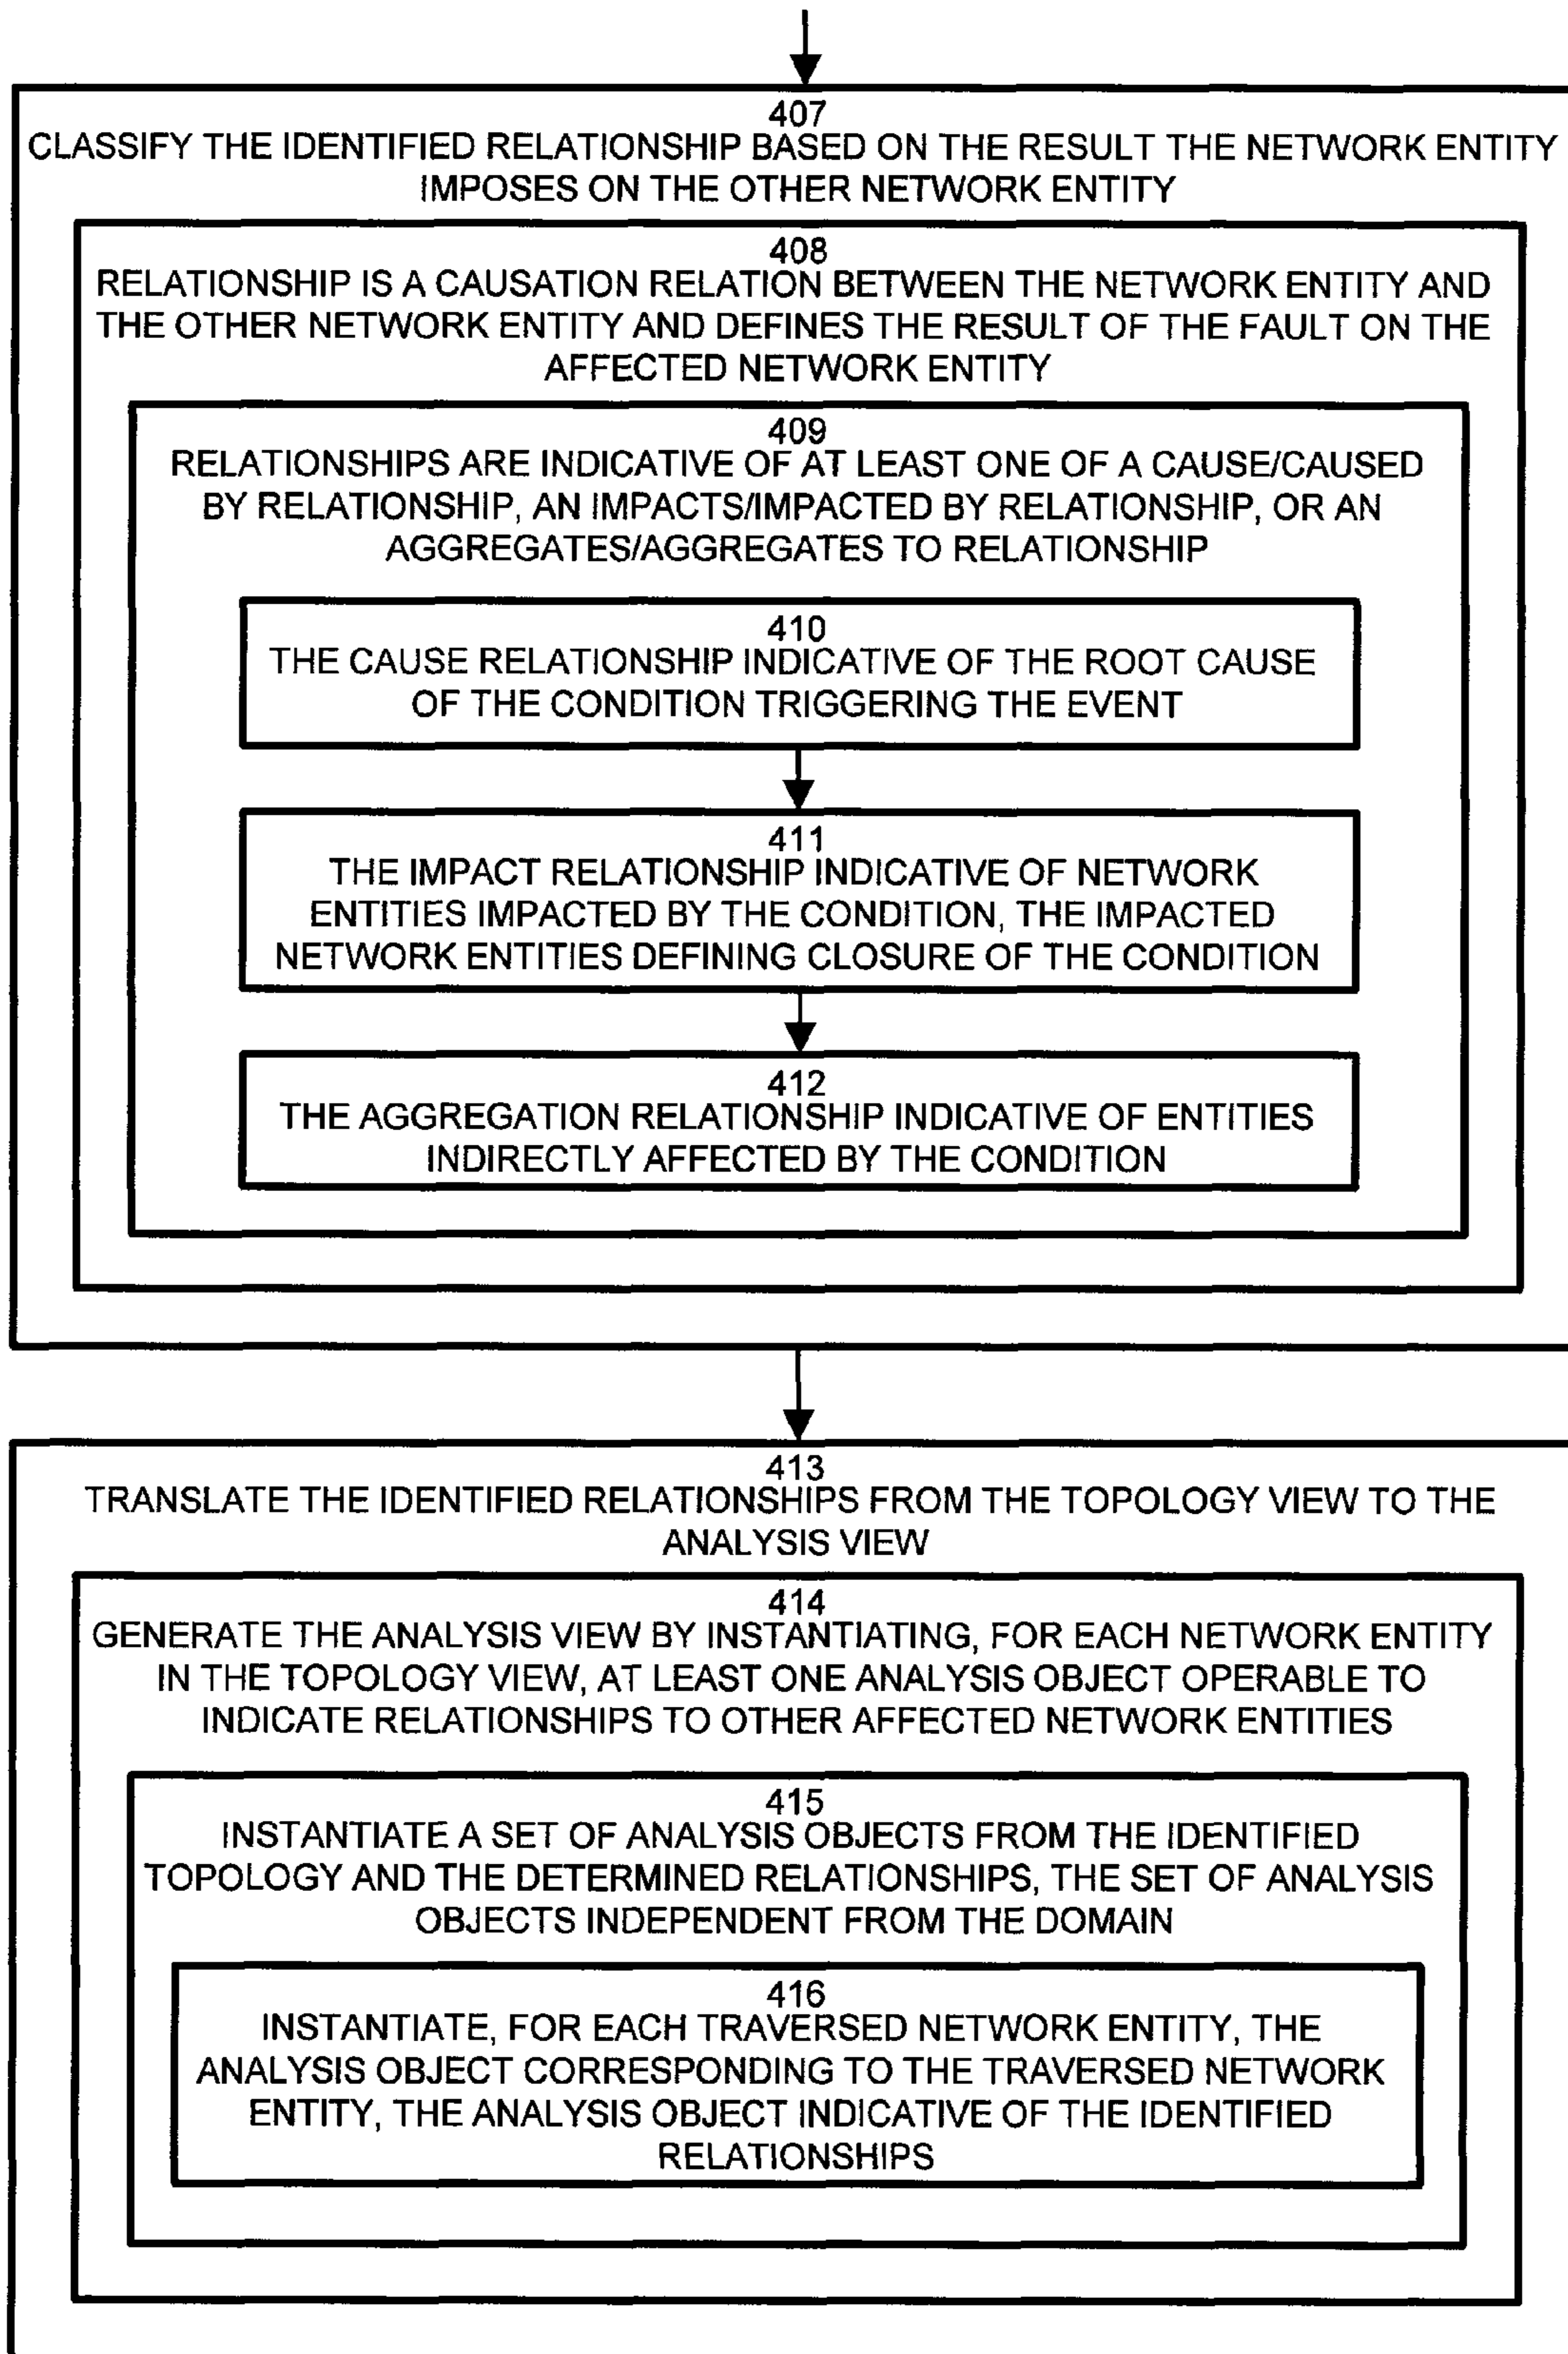 407
CLASSIFY THE IDENTIFIED RELATIONSHIP BASED ON THE RESULT THE NETWORK ENTITY
IMPOSES ON THE OTHER NETWORK ENTITY
408
RELATIONSHIP IS A CAUSATION RELATION BETWEEN THE NETWORK ENTITY AND
THE OTHER NETWORK ENTITY AND DEFINES THE RESULT OF THE FAULT ON THE
AFFECTED NETWORK ENTITY
409
RELATIONSHIPS ARE INDICATIVE OF AT LEAST ONE OF A CAUSE/CAUSED
BY RELATIONSHIP, AN IMPACTS/IMPACTED BY RELATIONSHIP, OR AN
AGGREGATES/AGGREGATES TO RELATIONSHIP
410
THE CAUSE RELATIONSHIP INDICATIVE OF THE ROOT CAUSE
OF THE CONDITION TRIGGERING THE EVENT
411
THE IMPACT RELATIONSHIP INDICATIVE OF NETWORK
ENTITIES IMPACTED BY THE CONDITION, THE IMPACTED
NETWORK ENTITIES DEFINING CLOSURE OF THE CONDITION
412
THE AGGREGATION RELATIONSHIP INDICATIVE OF ENTITIES
INDIRECTLY AFFECTED BY THE CONDITION
413
TRANSLATE THE IDENTIFIED RELATIONSHIPS FROM THE TOPOLOGY VIEW TO THE
ANALYSIS VIEW
414
GENERATE THE ANALYSIS VIEW BY INSTANTIATING, FOR EACH NETWORK ENTITY
IN THE TOPOLOGY VIEW, AT LEAST ONE ANALYSIS OBJECT OPERABLE TO
INDICATE RELATIONSHIPS TO OTHER AFFECTED NETWORK ENTITIES
415
INSTANTIATE A SET OF ANALYSIS OBJECTS FROM THE IDENTIFIED
TOPOLOGY AND THE DETERMINED RELATIONSHIPS, THE SET OF ANALYSIS
OBJECTS INDEPENDENT FROM THE DOMAIN
416
INSTANTIATE, FOR EACH TRAVERSED NETWORK ENTITY, THE
ANALYSIS OBJECT CORRESPONDING TO THE TRAVERSED NETWORK
ENTITY, THE ANALYSIS OBJECT INDICATIVE OF THE IDENTIFIED
RELATIONSHIPS